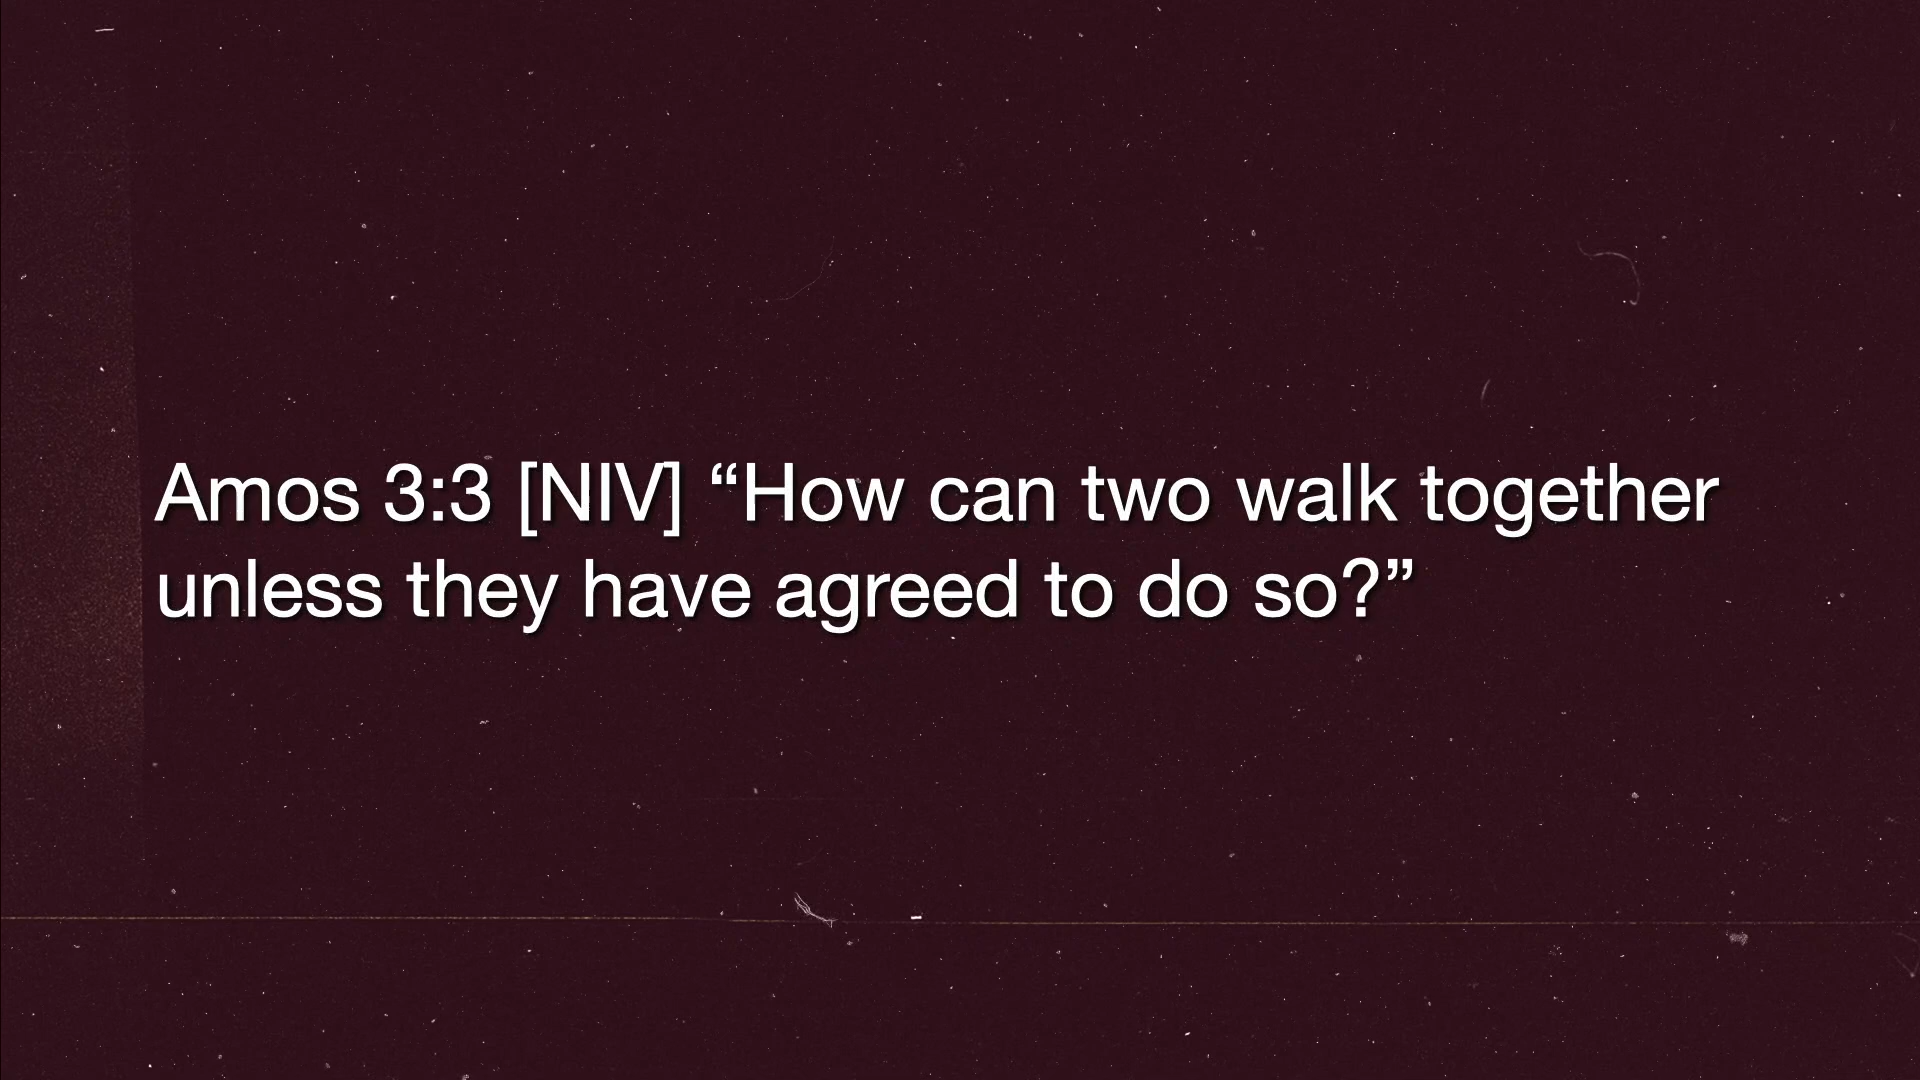 Amos 3:3 [NIV] “How can two walk together
unless they have agreed to do so?”